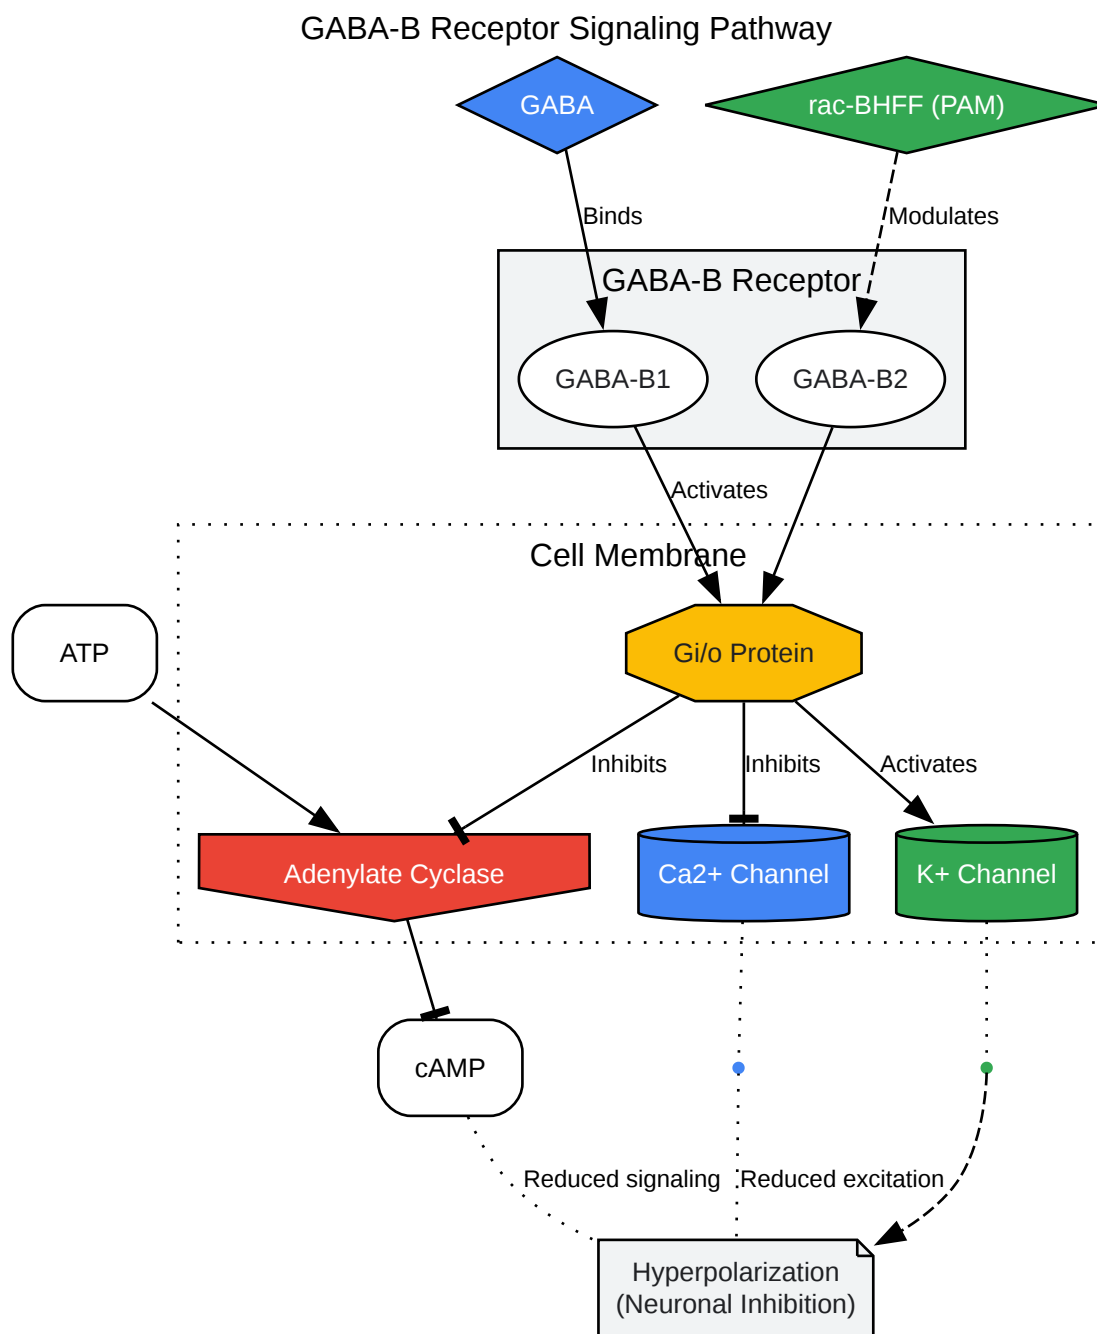 GABA-B Receptor Signaling Pathway
GABA
rac-BHFF (PAM)
Binds
Modulates
GABA-B Receptor
GABA-B1
GABA-B2
Activates
Cell Membrane
ATP
Gi/o Protein
Inhibits
Inhibits
Activates
Adenylate Cyclase
Ca2+ Channel
K+ Channel
cAMP
Reduced signaling
Reduced excitation
Hyperpolarization
(Neuronal Inhibition)